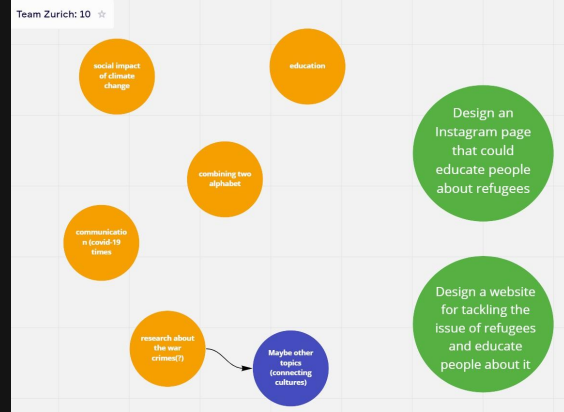 Team Zurich: 10
social impact
of climate
change
education
combining two
alphabet
communicatio
n (covid-19
times
research about
the war
crimes(?)
Maybe other
topics
(connecting
cultures)
Design an
Instagram page
that could
educate people
about refugees
Design a website
for tackling the
issue of refugees
and educate
people about it